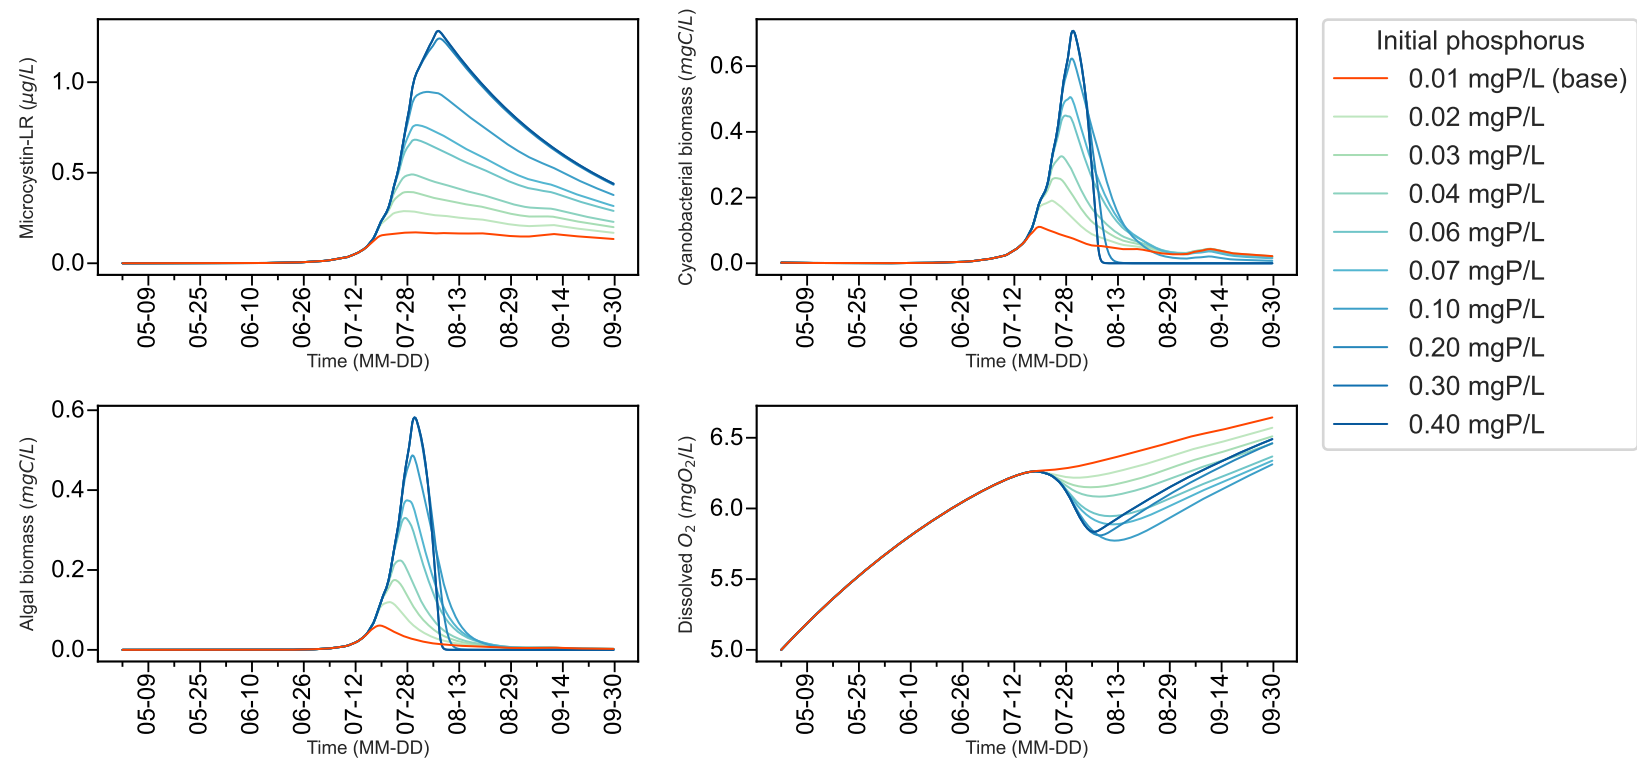 Microcystin-LR (μg/L)
1.0
0.5
0.0
05-09
05-25
06-10
06-26
07-12
07-28
08-13
08-29
09-14
09-30
Time (MM-DD)
Cyanobacterial biomass (mgC/L)
0.6
0.4
0.2
0.0
05-09
05-25
06-10
06-26
07-12
07-28
08-13
08-29
09-14
09-30
Time (MM-DD)
Initial phosphorus
0.01 mgP/L (base)
0.02 mgP/L
0.03 mgP/L
0.04 mgP/L
0.06 mgP/L
0.07 mgP/L
0.10 mgP/L
0.20 mgP/L
0.30 mgP/L
0.40 mgP/L
Algal biomass (mgC/L)
0.6
0.4
0.2
0.0
05-09
05-25
06-10
06-26
07-12
07-28
08-13
08-29
09-14
09-30
Time (MM-DD)
Dissolved O₂ (mgO₂/L)
6.5
6.0
5.5
5.0
05-09
05-25
06-10
06-26
07-12
07-28
08-13
08-29
09-14
09-30
Time (MM-DD)